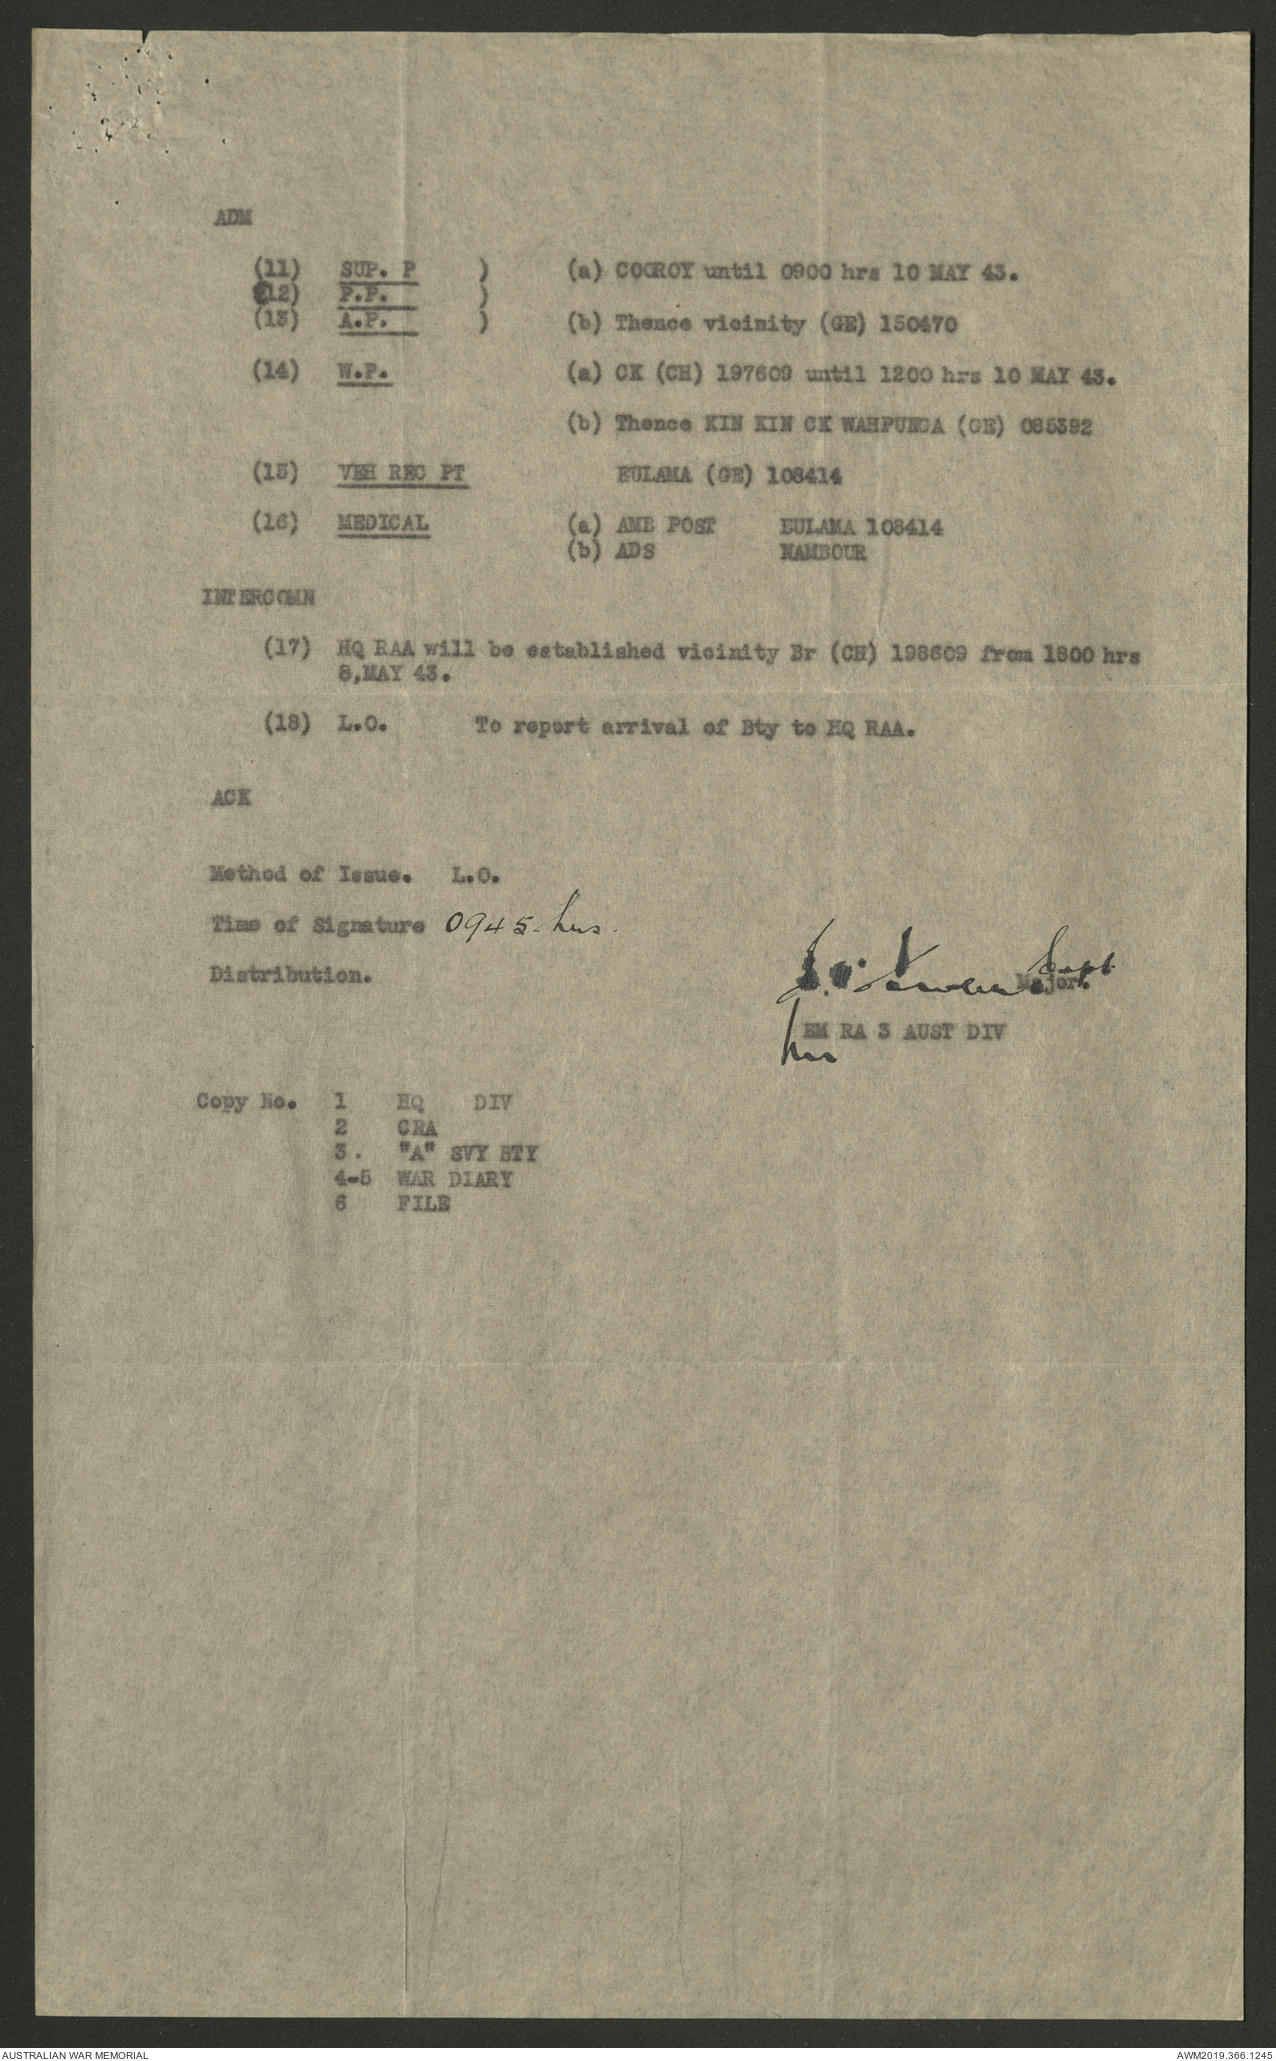 ADM
(11) SUP. P ) (a) COOROY until 0900 hrs 10 MAY 43.
(12) P.P. )
(13) A.P. ) (b) Thence vicinity (GE) 150470
(14) W.P. (a) CK (CH) 197609 until 1200 hrs 10 MAY 43.
(b) Thence KIN KIN CK WAHPUNGA (GE) 085392
(15) VEH REC PT EULAMA (GE) 108414
(16) MEDICAL (a) AMB POST EULAMA 108414
(b) ADS NAMBOUR
INTERCOMN
(17) HQ RAA will be established vicinity Br (CH) 198609 from 1800 hrs
8,MAY 43.
(18) L.O. To report arrival of Bty to HQ RAA.
ACK
Method of Issue. L.O.
Time of Signature 0945 hrs.
Distribution.
Capt
Major.
for BM RA 3 AUST DIV
Copy No. 1 HQ DIV
2 CRA
3. "A" SVY BTY
4-5 WAR DIARY
6 FILE
AUSTRALIAN WAR MEMORIAL
AWM2019.366.1245